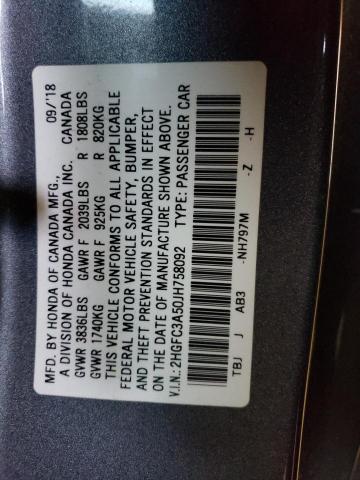 MFD. BY HONDA OF CANADA MFG., 09/'18
A DIVISION OF HONDA CANADA INC. CANADA
GVWR 3836LBS GAWR F 2039LBS R 1808LBS
GVWR 1740KG GAWR F 925KG R 820KG
THIS VEHICLE CONFORMS TO ALL APPLICABLE
FEDERAL MOTOR VEHICLE SAFETY, BUMPER,
AND THEFT PREVENTION STANDARDS IN EFFECT
ON THE DATE OF MANUFACTURE SHOWN ABOVE.
V.I.N.: 2HGFC3A50JH758092 TYPE: PASSENGER CAR
TBJ J AB3 -NH797M -Z -H